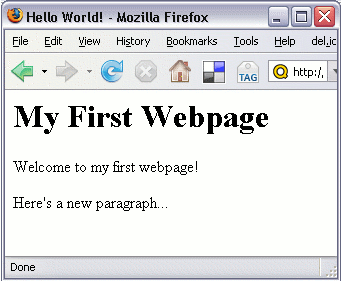 Hello World! - Mozilla Firefox
File Edit View History Bookmarks Tools Help del.ic
TAG http:/,
My First Webpage
Welcome to my first webpage!
Here's a new paragraph...
Done